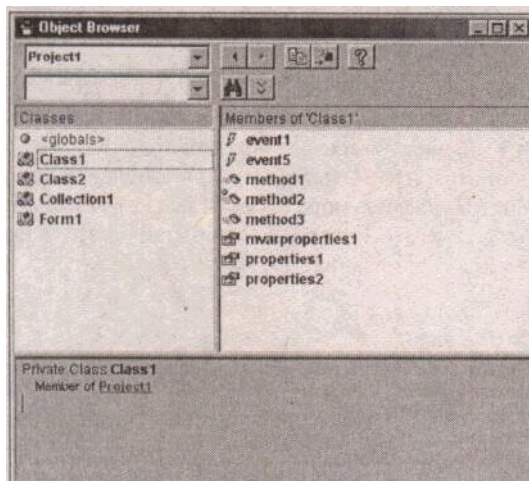 Object Browser
Project1
Classes
Members of 'Class1'
<globals>
Class1
Class2
Collection1
Form1
event1
event5
method1
method2
method3
mvarproperties1
properties1
properties2
Private Class Class1
Member of Project1